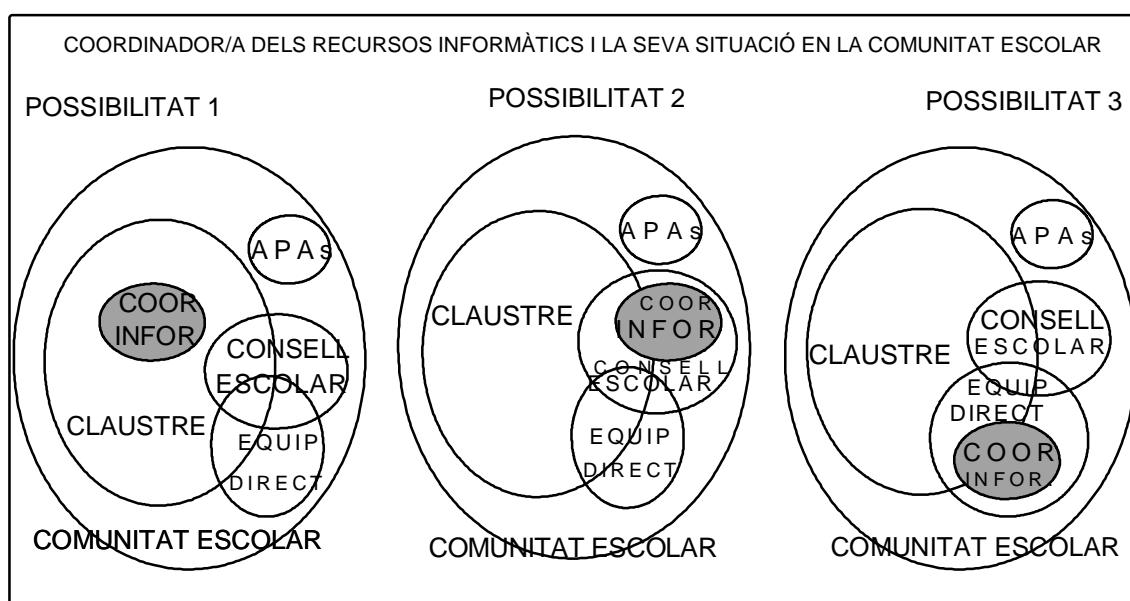 COORDINADOR/A DELS RECURSOS INFORMÀTICS I LA SEVA SITUACIÓ EN LA COMUNITAT ESCOLAR
POSSIBILITAT 1
APAs
COOR
INFOR
CONSELL
ESCOLAR
CLAUSTRE
EQUIP
DIRECT
COMUNITAT ESCOLAR
POSSIBILITAT 2
APAs
CLAUSTRE
COOR
INFOR
CONSELL
ESCOLAR
EQUIP
DIRECT
COMUNITAT ESCOLAR
POSSIBILITAT 3
APAs
CONSELL
ESCOLAR
CLAUSTRE
EQUIP
DIRECT
COOR
INFOR.
COMUNITAT ESCOLAR